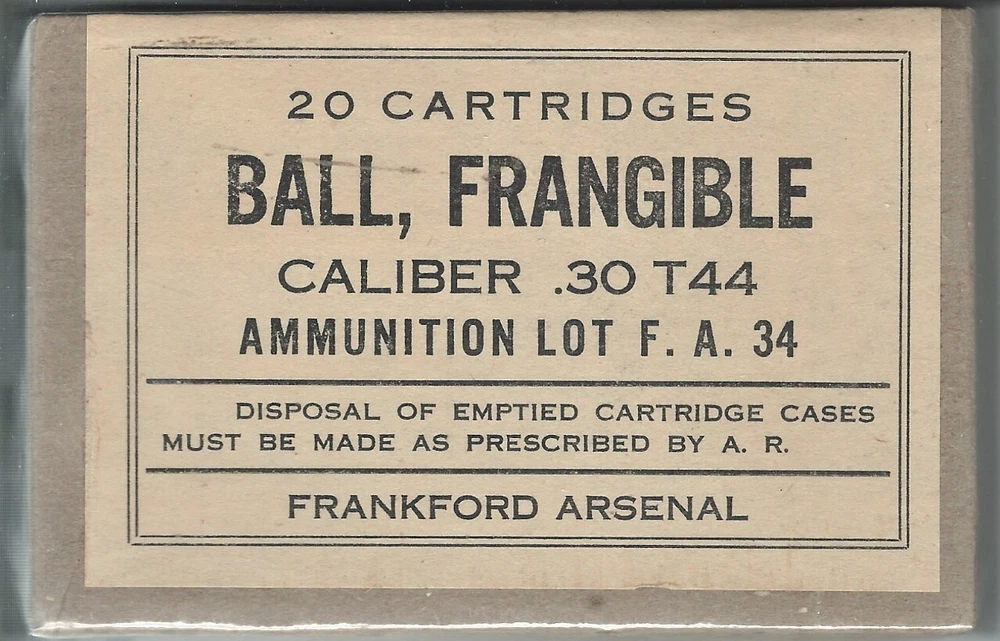 20 CARTRIDGES
BALL, FRANGIBLE
CALIBER .30 T44
AMMUNITION LOT F. A. 34
DISPOSAL OF EMPTIED CARTRIDGE CASES
MUST BE MADE AS PRESCRIBED BY A. R.
FRANKFORD ARSENAL